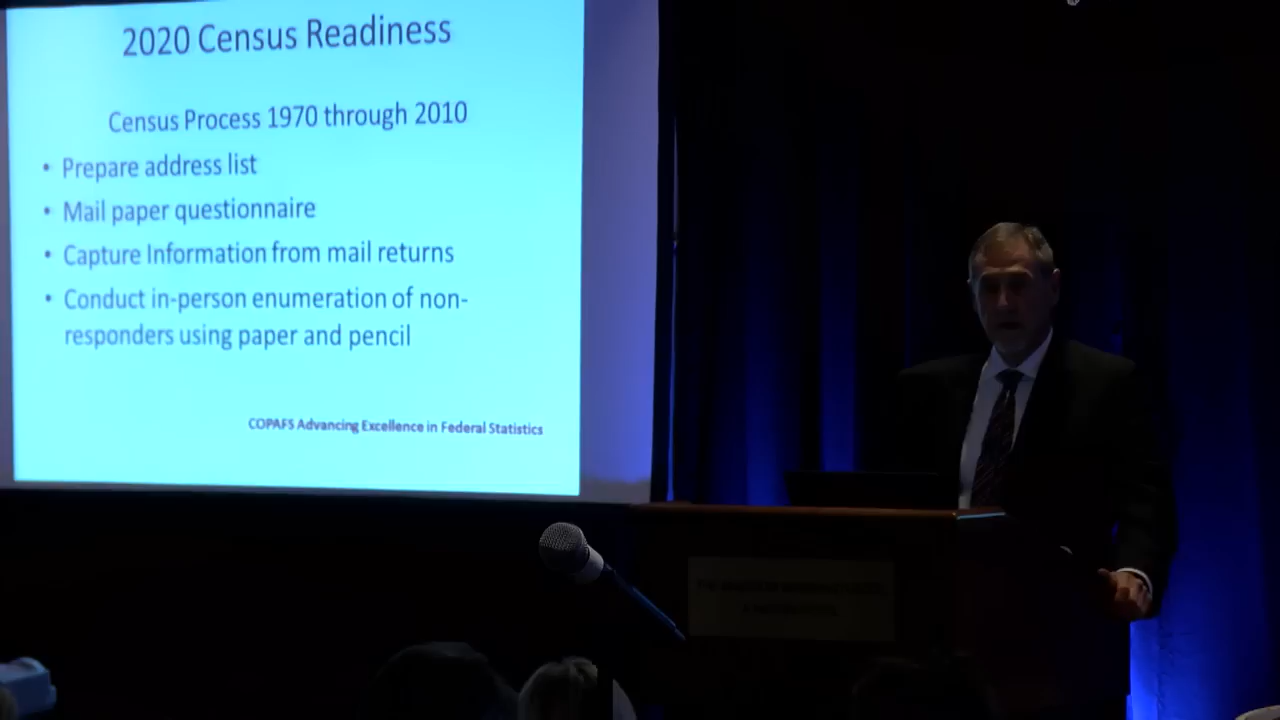 2020 Census Readiness
Census Process 1970 through 2010
• Prepare address list
• Mail paper questionnaire
• Capture Information from mail returns
• Conduct in-person enumeration of non-
responders using paper and pencil
COPAFS Advancing Excellence in Federal Statistics